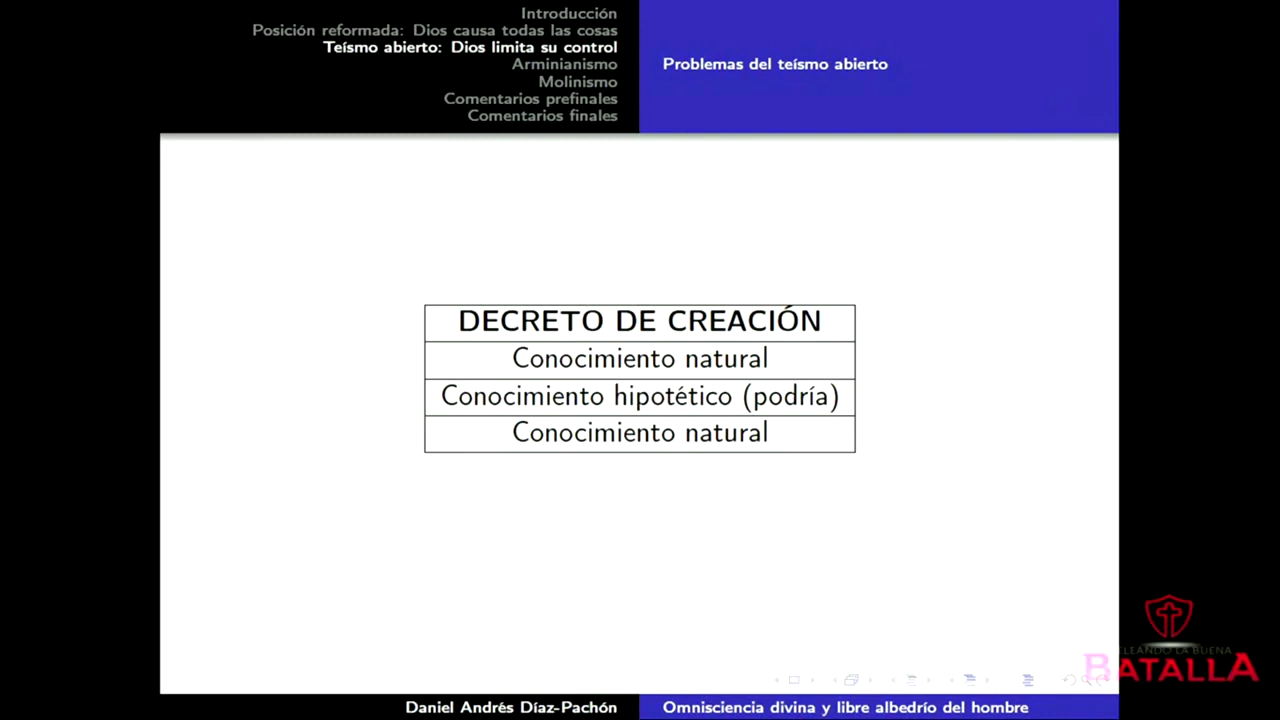 Introducción
Posición reformada: Dios causa todas las cosas
Teísmo abierto: Dios limita su control
Arminianismo
Molinismo
Comentarios prefinales
Comentarios finales
Problemas del teísmo abierto
DECRETO DE CREACIÓN
Conocimiento natural
Conocimiento hipotético (podría)
Conocimiento natural
LA BUENA
BATALLA
Daniel Andrés Díaz-Pachón
Omnisciencia divina y libre albedrío del hombre